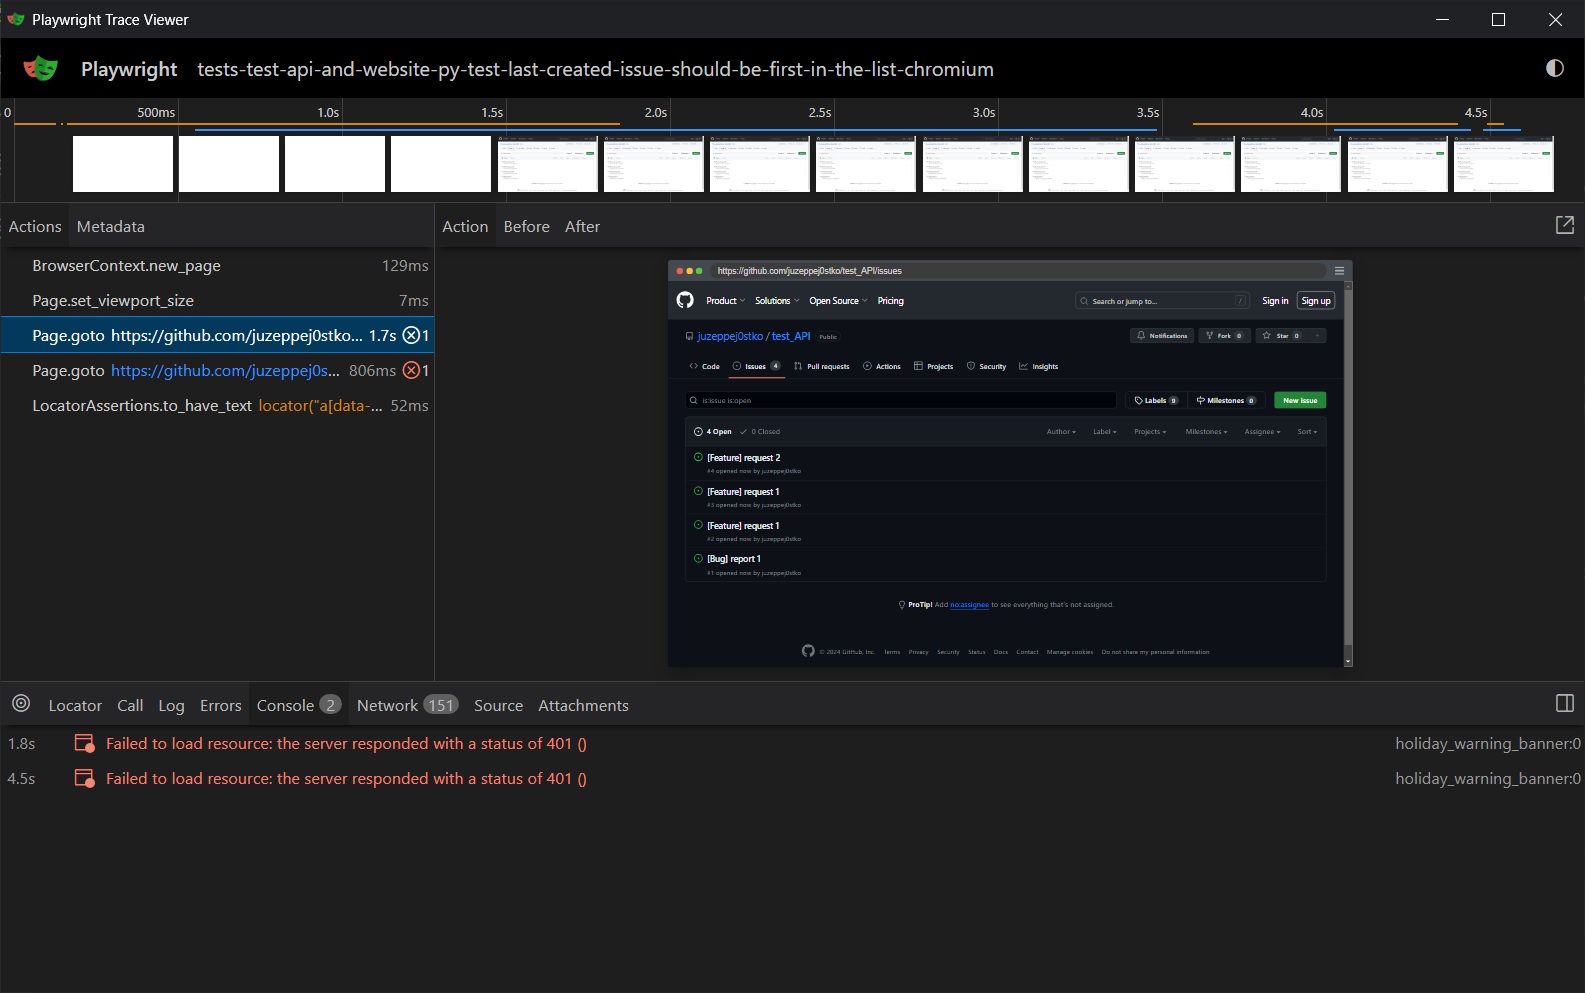 Playwright Trace Viewer
Playwright tests-test-api-and-website-py-test-last-created-issue-should-be-first-in-the-list-chromium
0 500ms 1.0s 1.5s 2.0s 2.5s 3.0s 3.5s 4.0s 4.5s
Actions Metadata
BrowserContext.new_page 129ms
Page.set_viewport_size 7ms
Page.goto https://github.com/juzeppej0stko... 1.7s 1
Page.goto https://github.com/juzeppej0s... 806ms 1
LocatorAssertions.to_have_text locator("a[data-... 52ms
Action Before After
https://github.com/juzeppej0stko/test_API/issues
Product Solutions Open Source Pricing Search or jump to... / Sign in Sign up
juzeppej0stko / test_API Public Notifications Fork 0 Star 0
Code Issues 4 Pull requests Actions Projects Security Insights
is:issue is:open Labels 9 Milestones 0 New issue
4 Open 0 Closed Author Label Projects Milestones Assignee Sort
[Feature] request 2
#4 opened now by juzeppej0stko
[Feature] request 1
#3 opened now by juzeppej0stko
[Feature] request 1
#2 opened now by juzeppej0stko
[Bug] report 1
#1 opened now by juzeppej0stko
ProTip! Add no:assignee to see everything that's not assigned.
© 2024 GitHub, Inc. Terms Privacy Security Status Docs Contact Manage cookies Do not share my personal information
Locator Call Log Errors Console 2 Network 151 Source Attachments
1.8s Failed to load resource: the server responded with a status of 401 () holiday_warning_banner:0
4.5s Failed to load resource: the server responded with a status of 401 () holiday_warning_banner:0